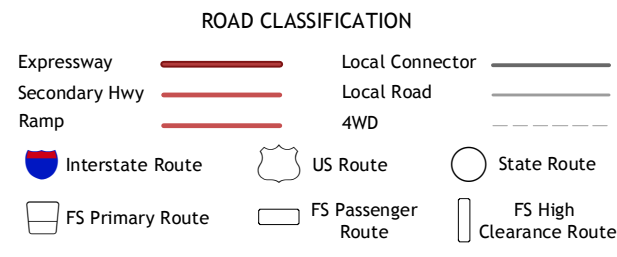 ROAD CLASSIFICATION
Expressway
Local Connector
Secondary Hwy
Local Road
Ramp
4WD
Interstate Route
US Route
State Route
FS Primary Route
FS Passenger
Route
FS High
Clearance Route